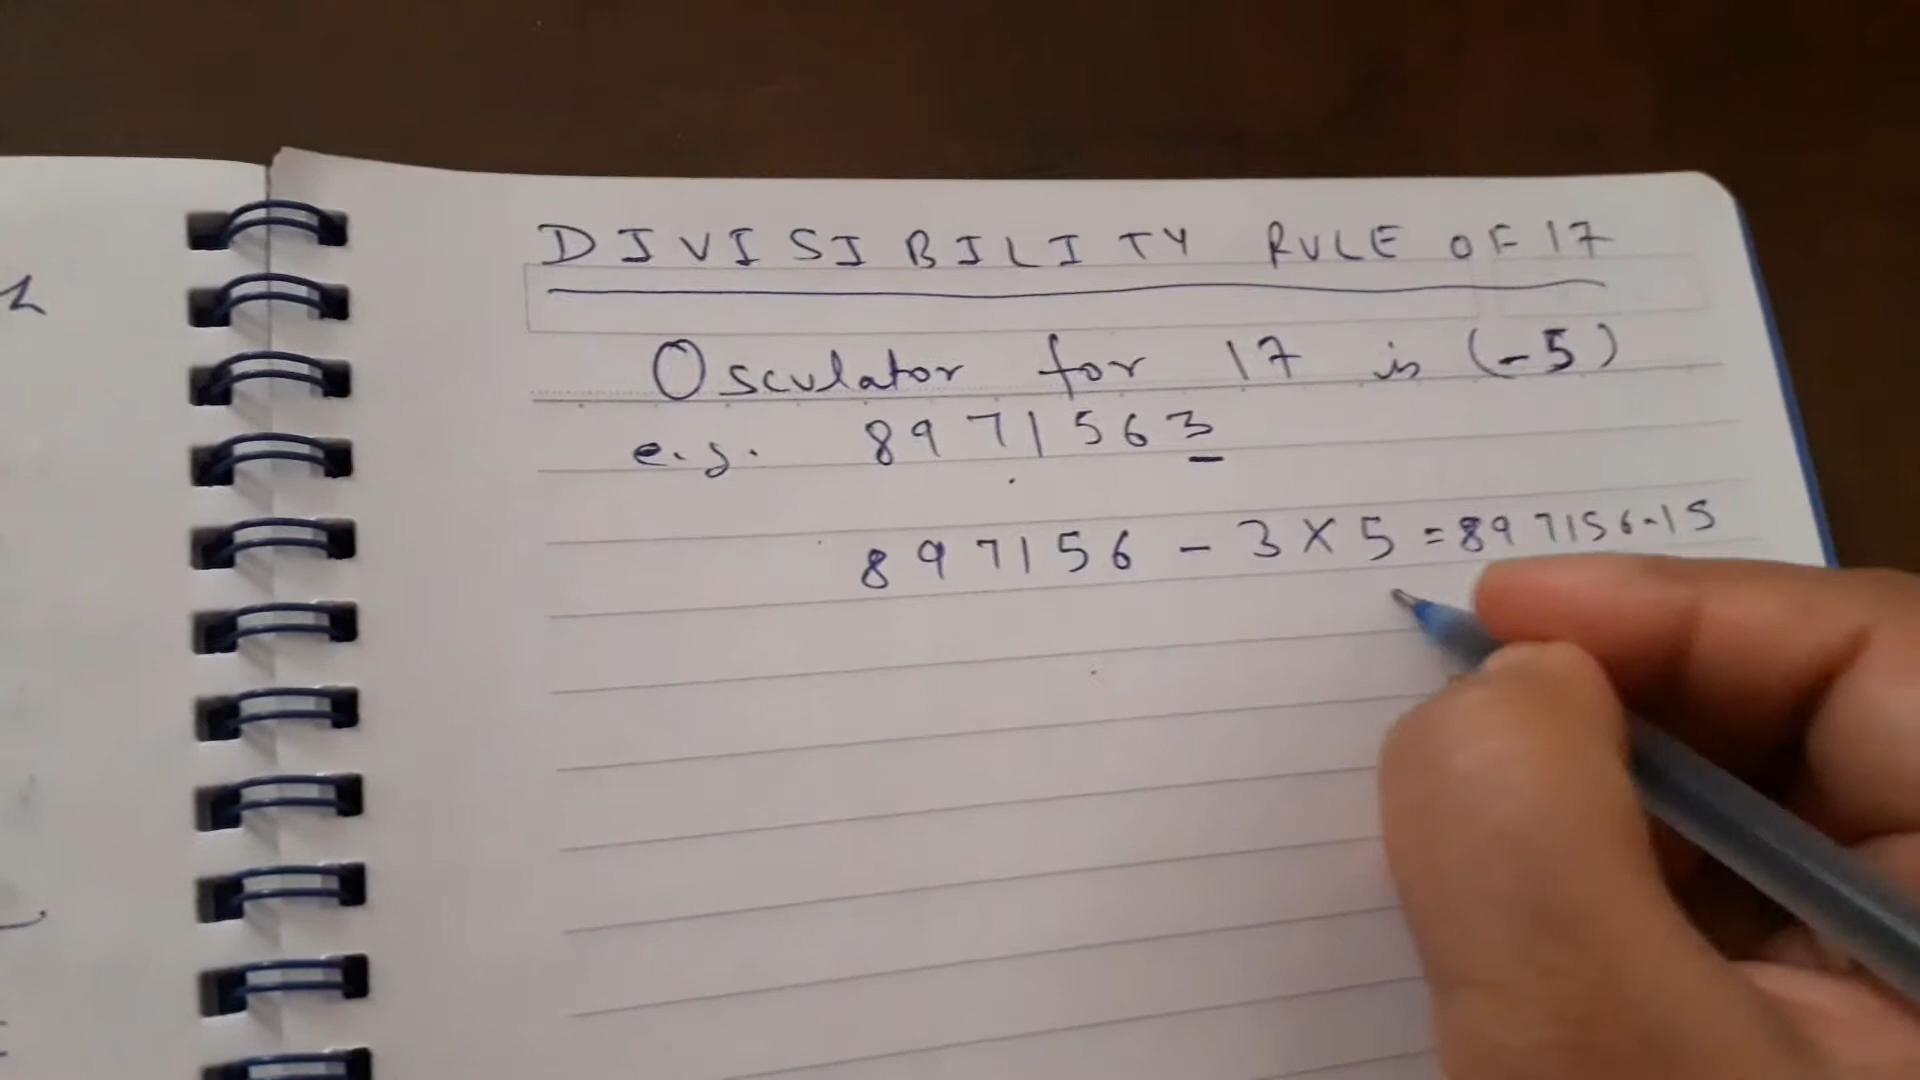 DIVISIBILITY RULE OF 17
Osculator for 17 is (-5)
e.g. 8971563
897156 - 3 × 5 = 897156-15